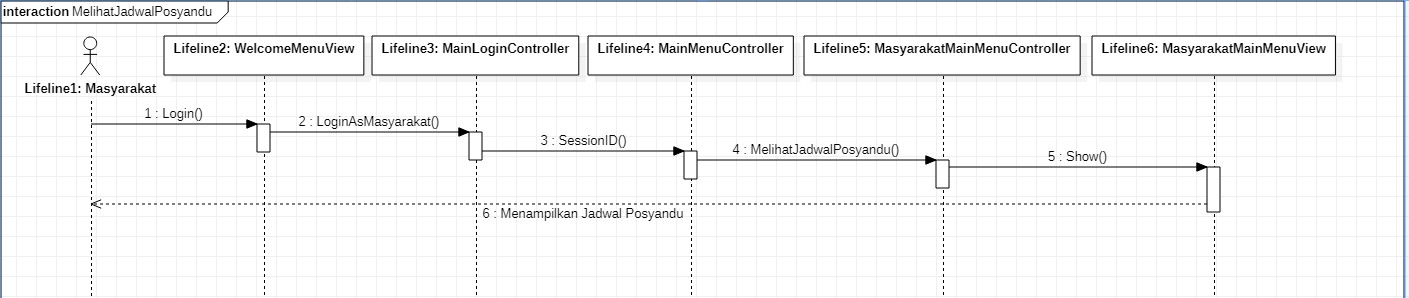 interaction MelihatJadwalPosyandu
Lifeline1: Masyarakat
Lifeline2: WelcomeMenuView
Lifeline3: MainLoginController
Lifeline4: MainMenuController
Lifeline5: MasyarakatMainMenuController
Lifeline6: MasyarakatMainMenuView
1 : Login()
2 : LoginAsMasyarakat()
3 : SessionID()
4 : MelihatJadwalPosyandu()
5 : Show()
6 : Menampilkan Jadwal Posyandu